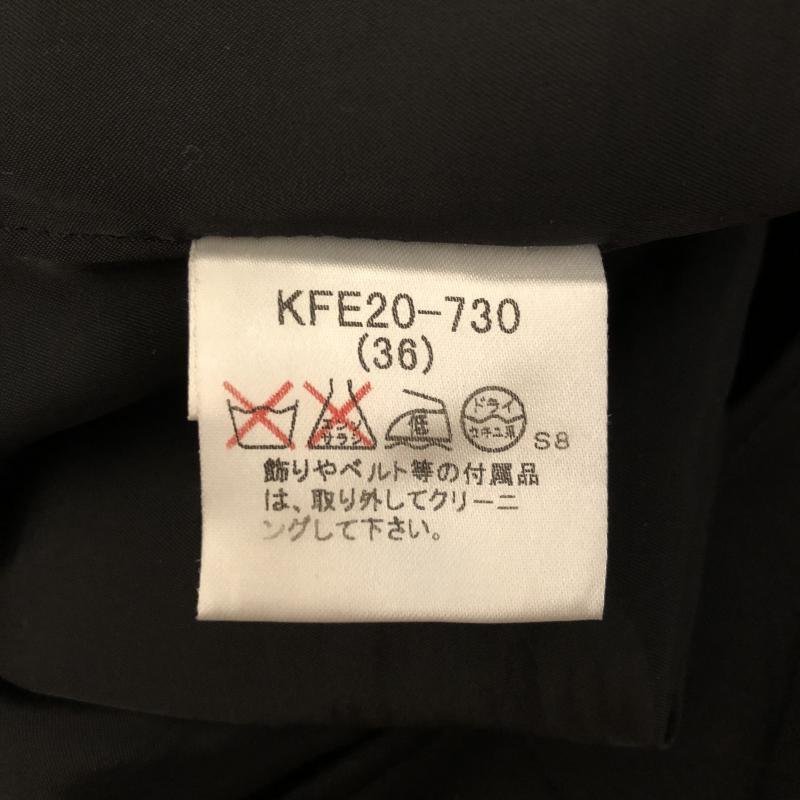 KFE20-730
(36)
エンソ
サラシ
低
ドライ
セキユ系
S8
飾りやベルト等の付属品
は、取り外してクリーニ
ングして下さい。